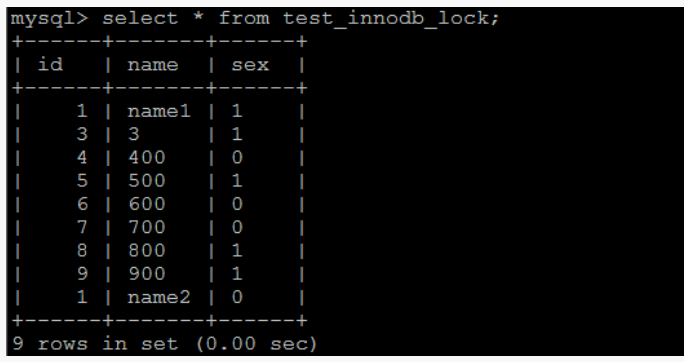 mysql> select * from test_innodb_lock;
+------+-------+------+
| id   | name  | sex  |
+------+-------+------+
|    1 | name1 | 1    |
|    3 | 3     | 1    |
|    4 | 400   | 0    |
|    5 | 500   | 1    |
|    6 | 600   | 0    |
|    7 | 700   | 0    |
|    8 | 800   | 1    |
|    9 | 900   | 1    |
|    1 | name2 | 0    |
+------+-------+------+
9 rows in set (0.00 sec)